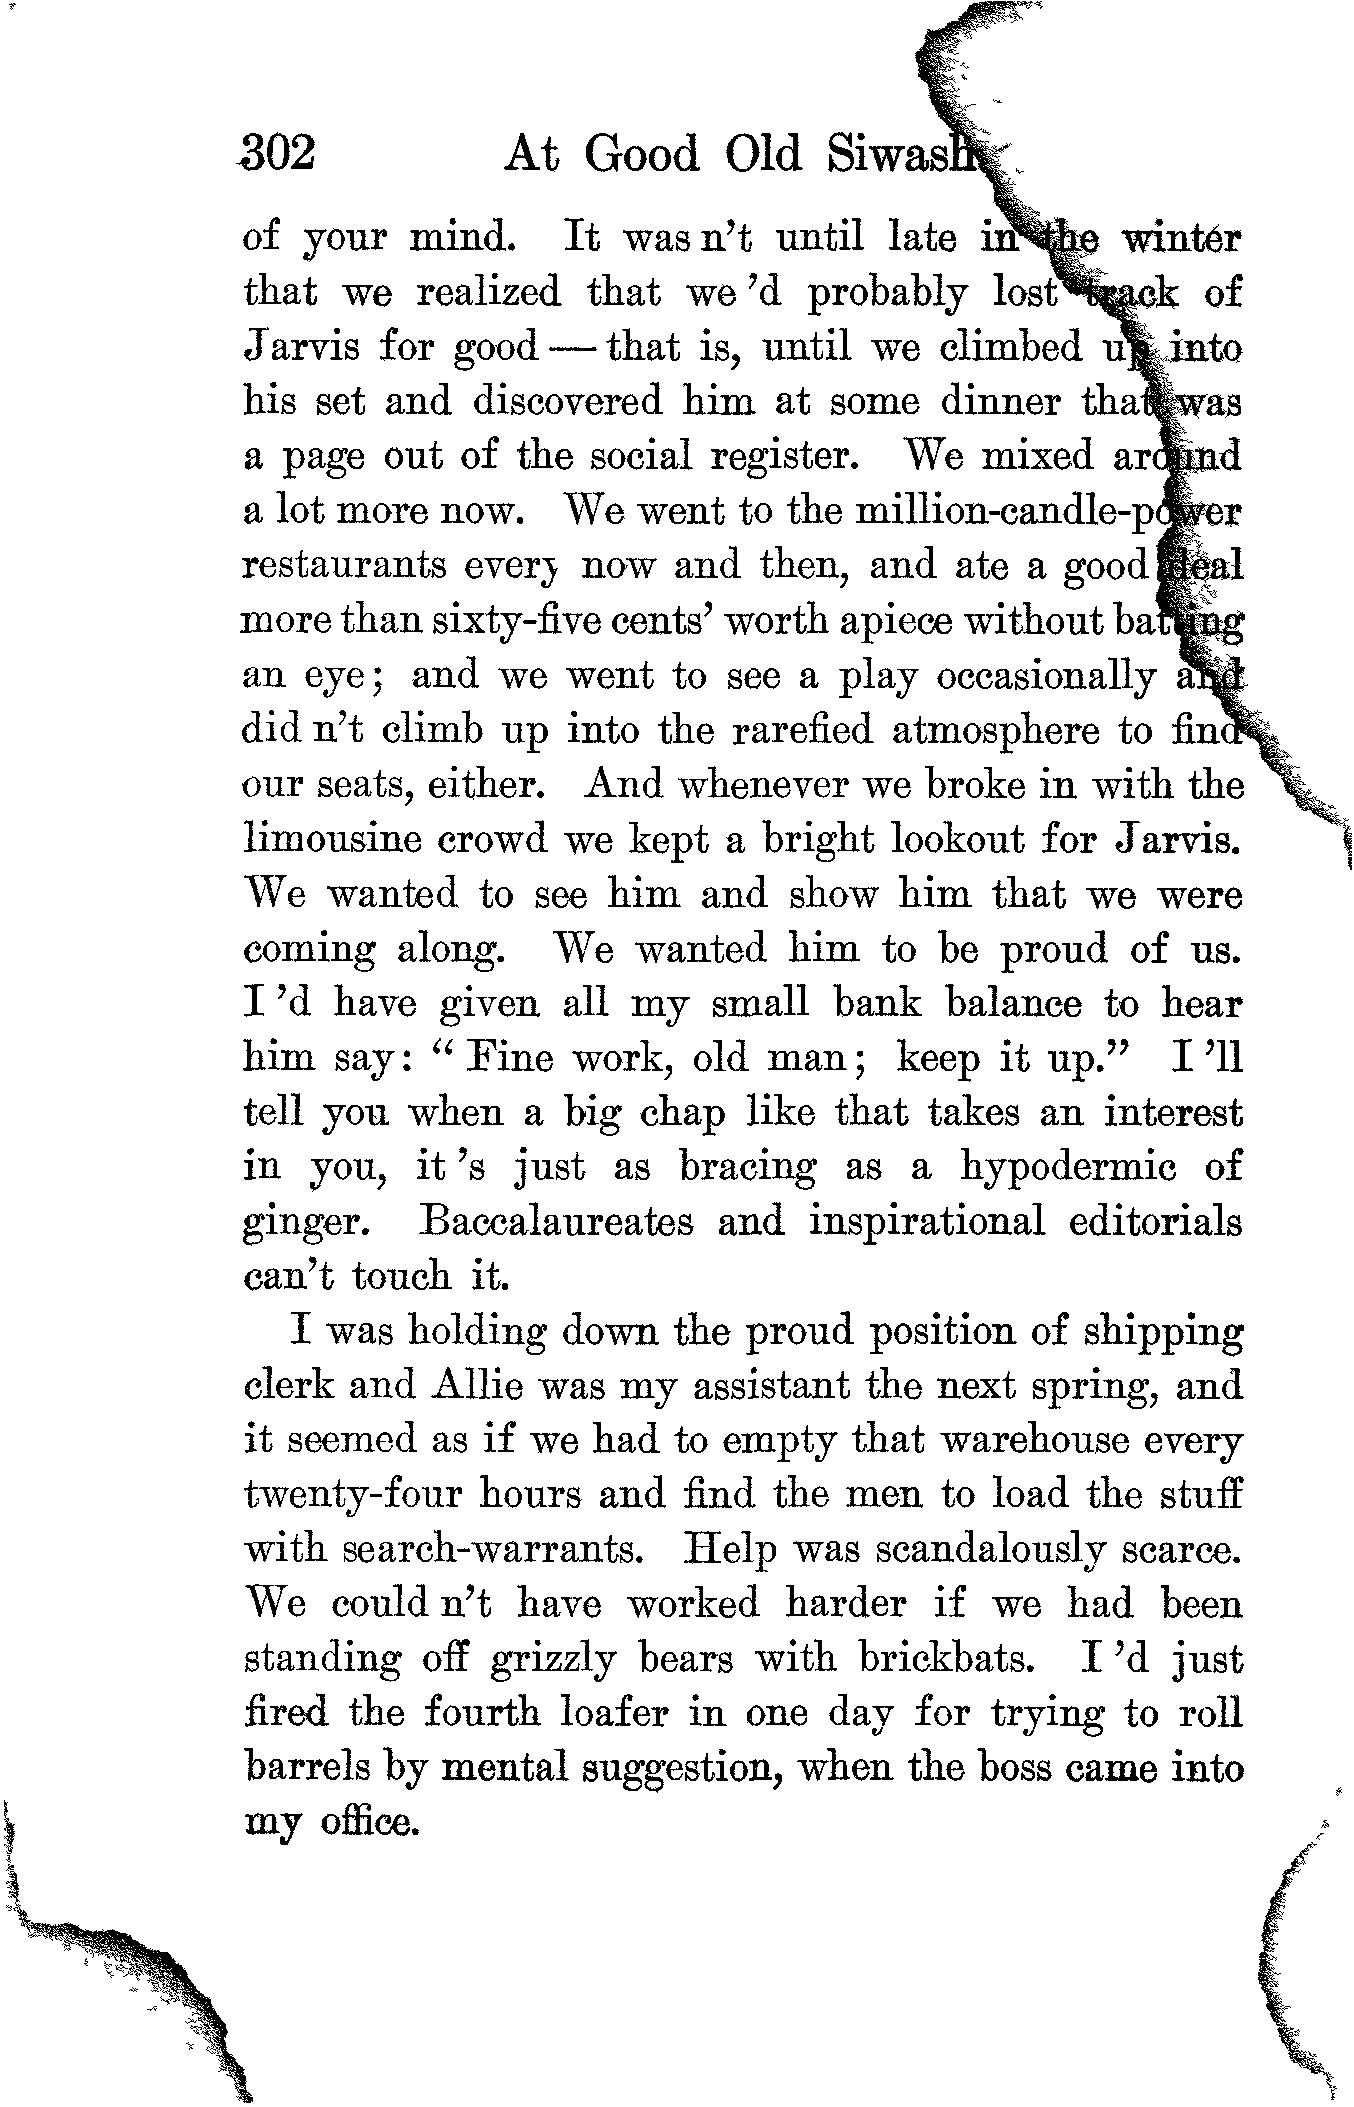 302 At Good Old Siwash
of your mind. It wasn't until late in the winter
that we realized that we'd probably lost track of
Jarvis for good — that is, until we climbed up into
his set and discovered him at some dinner that was
a page out of the social register. We mixed around
a lot more now. We went to the million-candle-power
restaurants every now and then, and ate a good deal
more than sixty-five cents' worth apiece without batting
an eye; and we went to see a play occasionally and
didn't climb up into the rarefied atmosphere to find
our seats, either. And whenever we broke in with the
limousine crowd we kept a bright lookout for Jarvis.
We wanted to see him and show him that we were
coming along. We wanted him to be proud of us.
I'd have given all my small bank balance to hear
him say: "Fine work, old man; keep it up." I'll
tell you when a big chap like that takes an interest
in you, it's just as bracing as a hypodermic of
ginger. Baccalaureates and inspirational editorials
can't touch it.
I was holding down the proud position of shipping
clerk and Allie was my assistant the next spring, and
it seemed as if we had to empty that warehouse every
twenty-four hours and find the men to load the stuff
with search-warrants. Help was scandalously scarce.
We couldn't have worked harder if we had been
standing off grizzly bears with brickbats. I'd just
fired the fourth loafer in one day for trying to roll
barrels by mental suggestion, when the boss came into
my office.